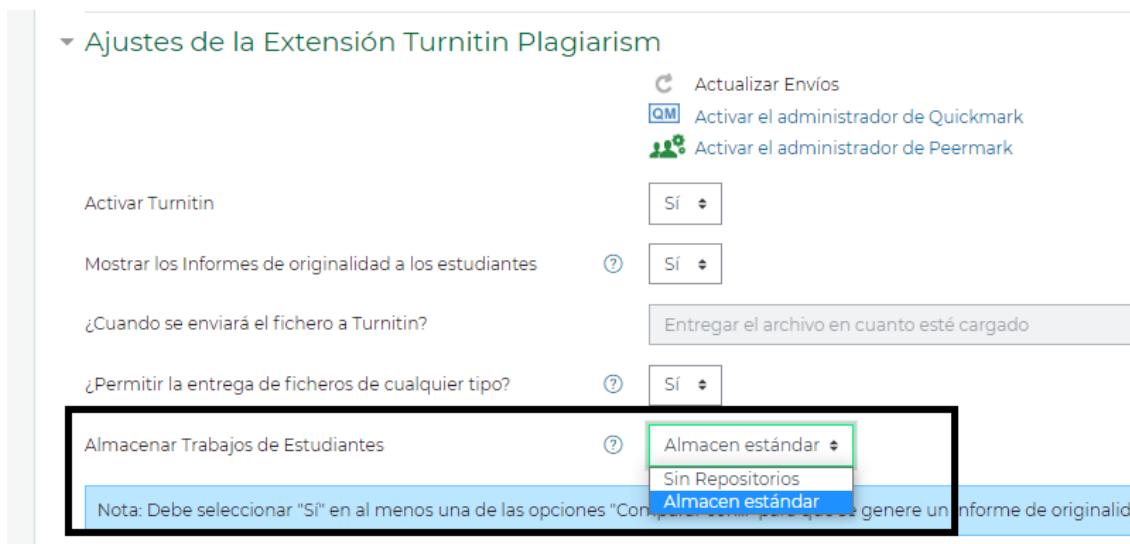 Ajustes de la Extensión Turnitin Plagiarism
Actualizar Envíos
QM Activar el administrador de Quickmark
Activar el administrador de Peermark
Activar Turnitin Sí
Mostrar los Informes de originalidad a los estudiantes ? Sí
¿Cuando se enviará el fichero a Turnitin? Entregar el archivo en cuanto esté cargado
¿Permitir la entrega de ficheros de cualquier tipo? ? Sí
Almacenar Trabajos de Estudiantes ? Almacen estándar
Sin Repositorios
Almacen estándar
Nota: Debe seleccionar "Sí" en al menos una de las opciones genere un informe de originalid